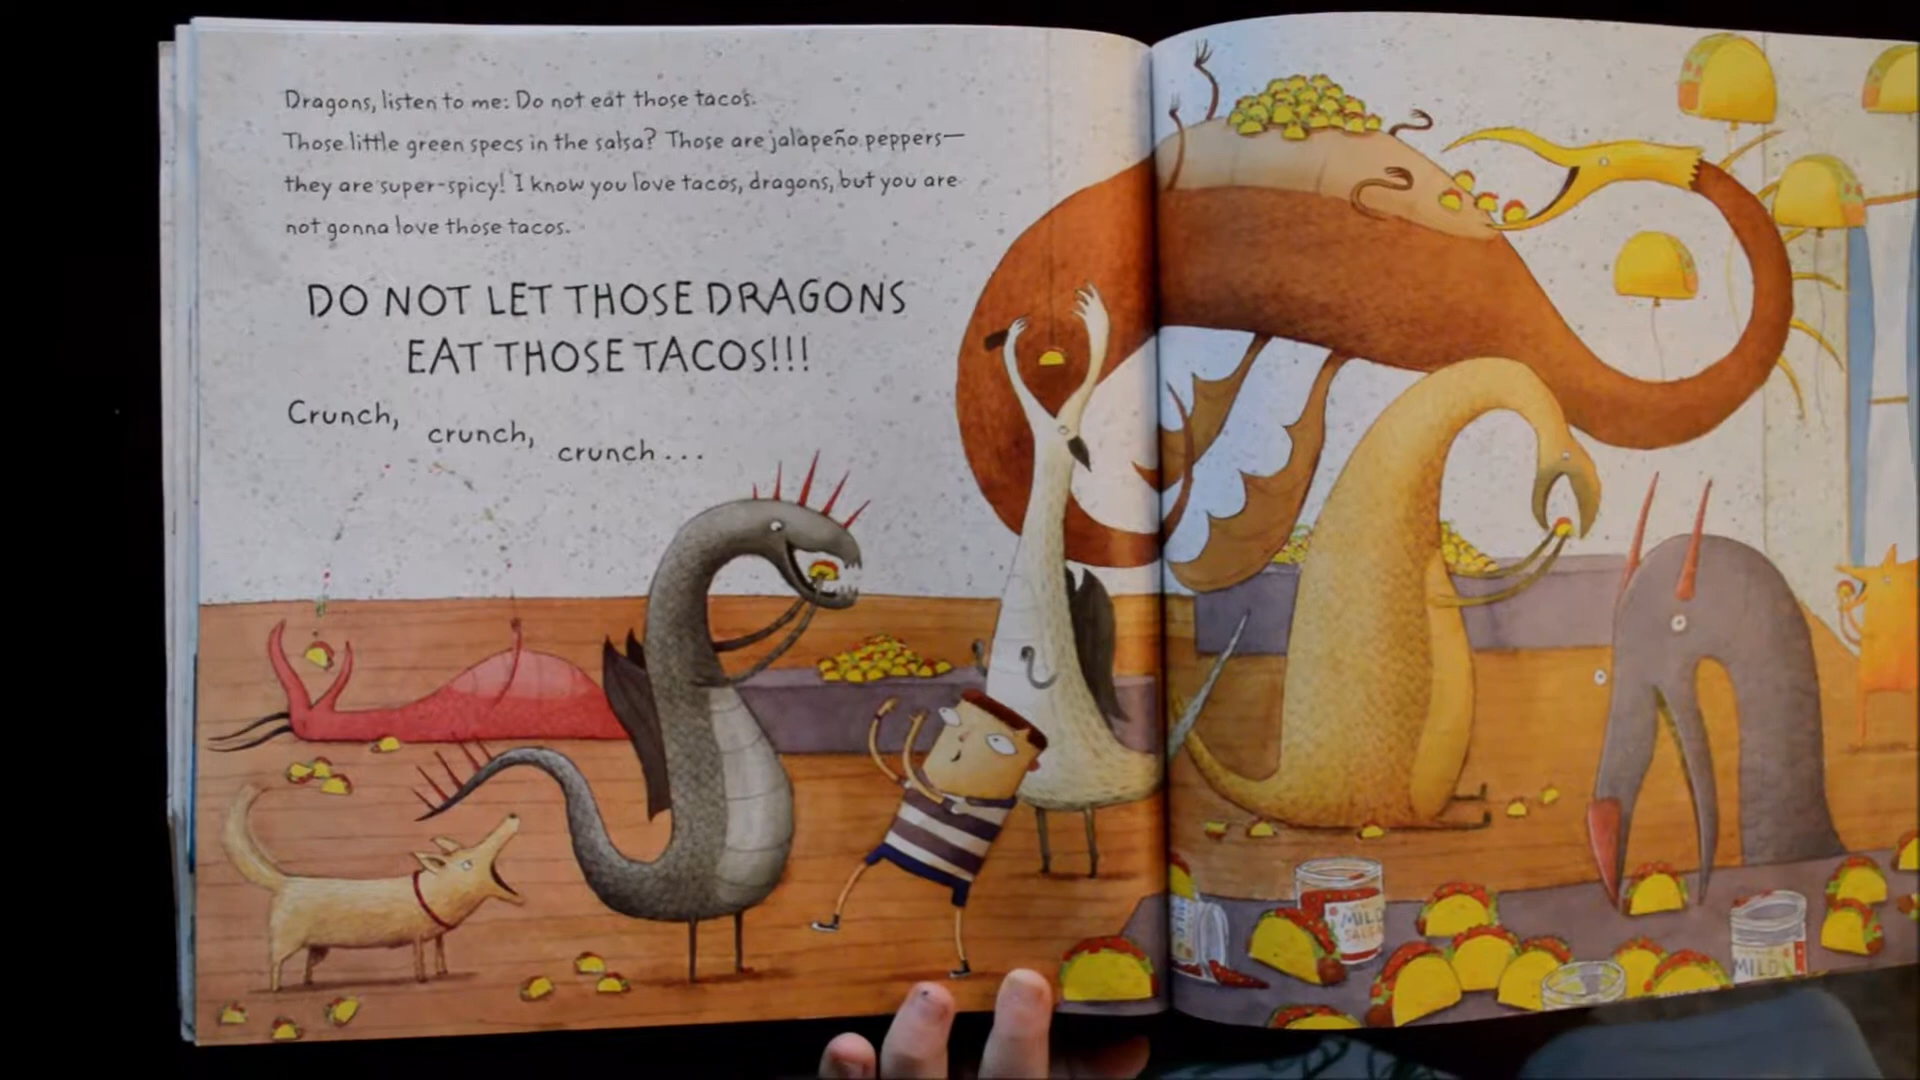 Dragons, listen to me: Do not eat those tacos.
Those little green specs in the salsa? Those are jalapeño peppers—
they are super-spicy! I know you love tacos, dragons, but you are
not gonna love those tacos.
DO NOT LET THOSE DRAGONS
EAT THOSE TACOS!!!
Crunch,
crunch,
crunch...
MILD
SALSA
MILD